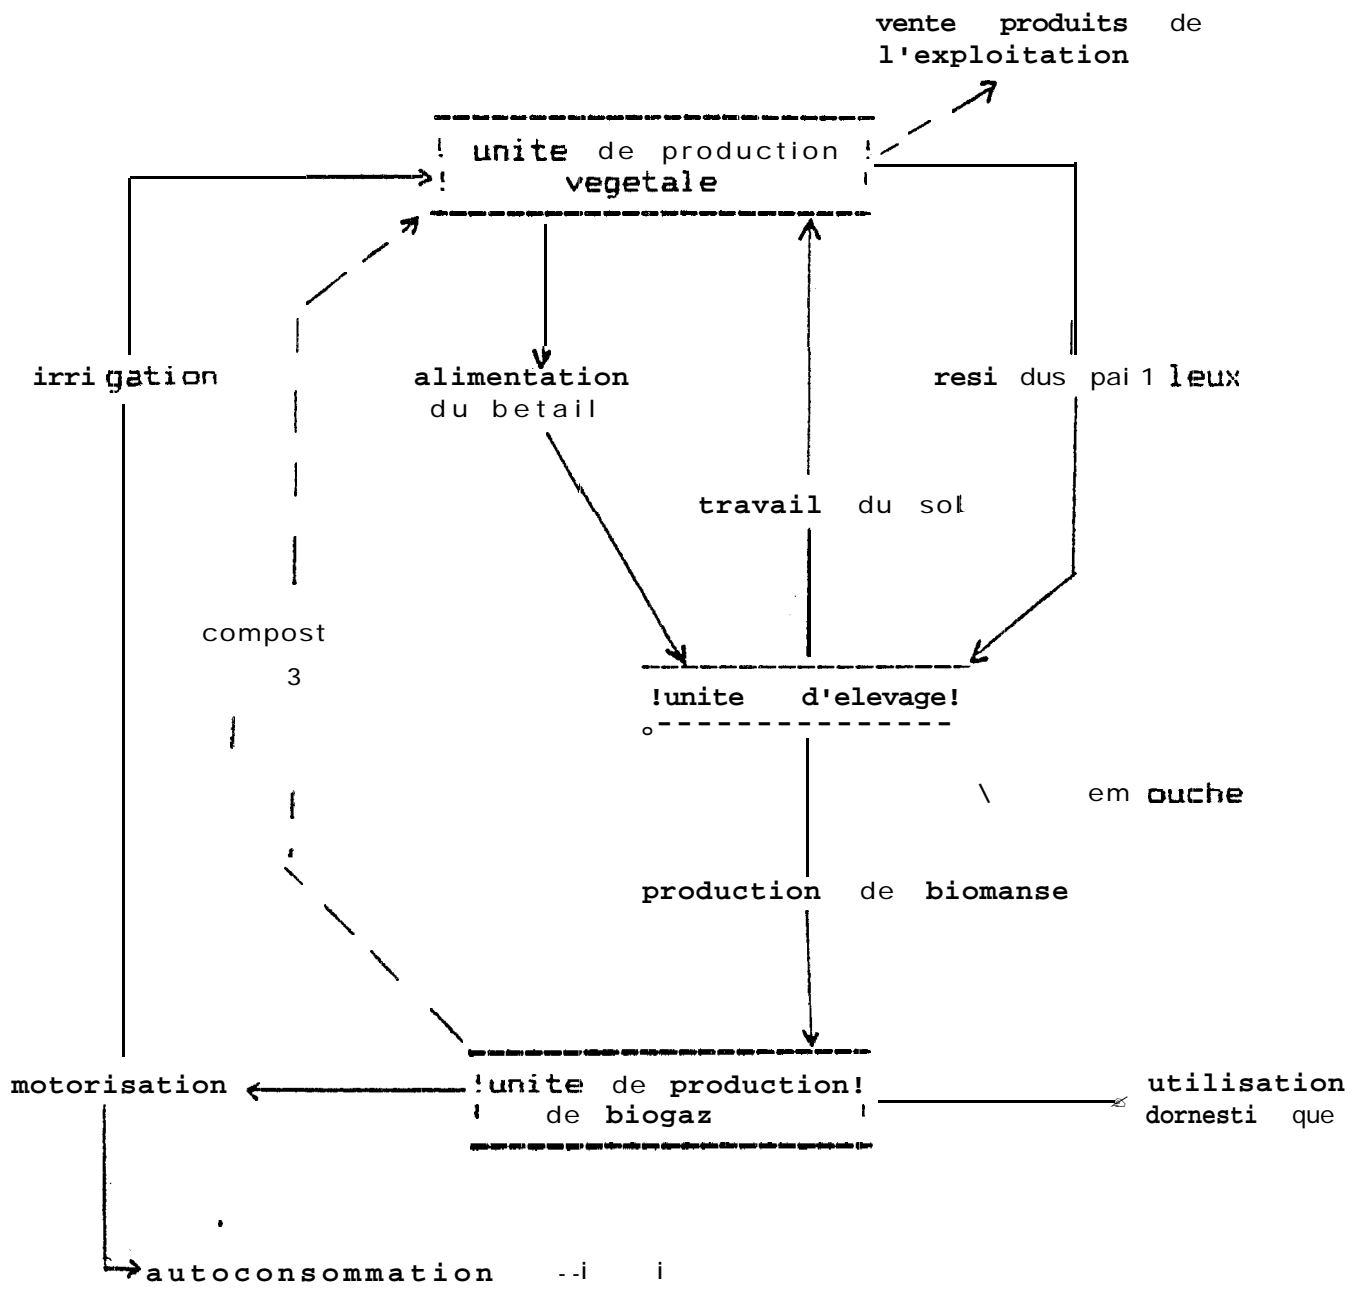 vente produits de
l'exploitation
! unite de production !
! vegetale !
irrigation
alimentation
du betail
resi dus pai 1 leux
travail du sol
compost
3
!unite d'elevage!
\ em ouche
production de biomanse
motorisation
!unite de production!
! de biogaz !
utilisation
dornesti que
autoconsommation --i i